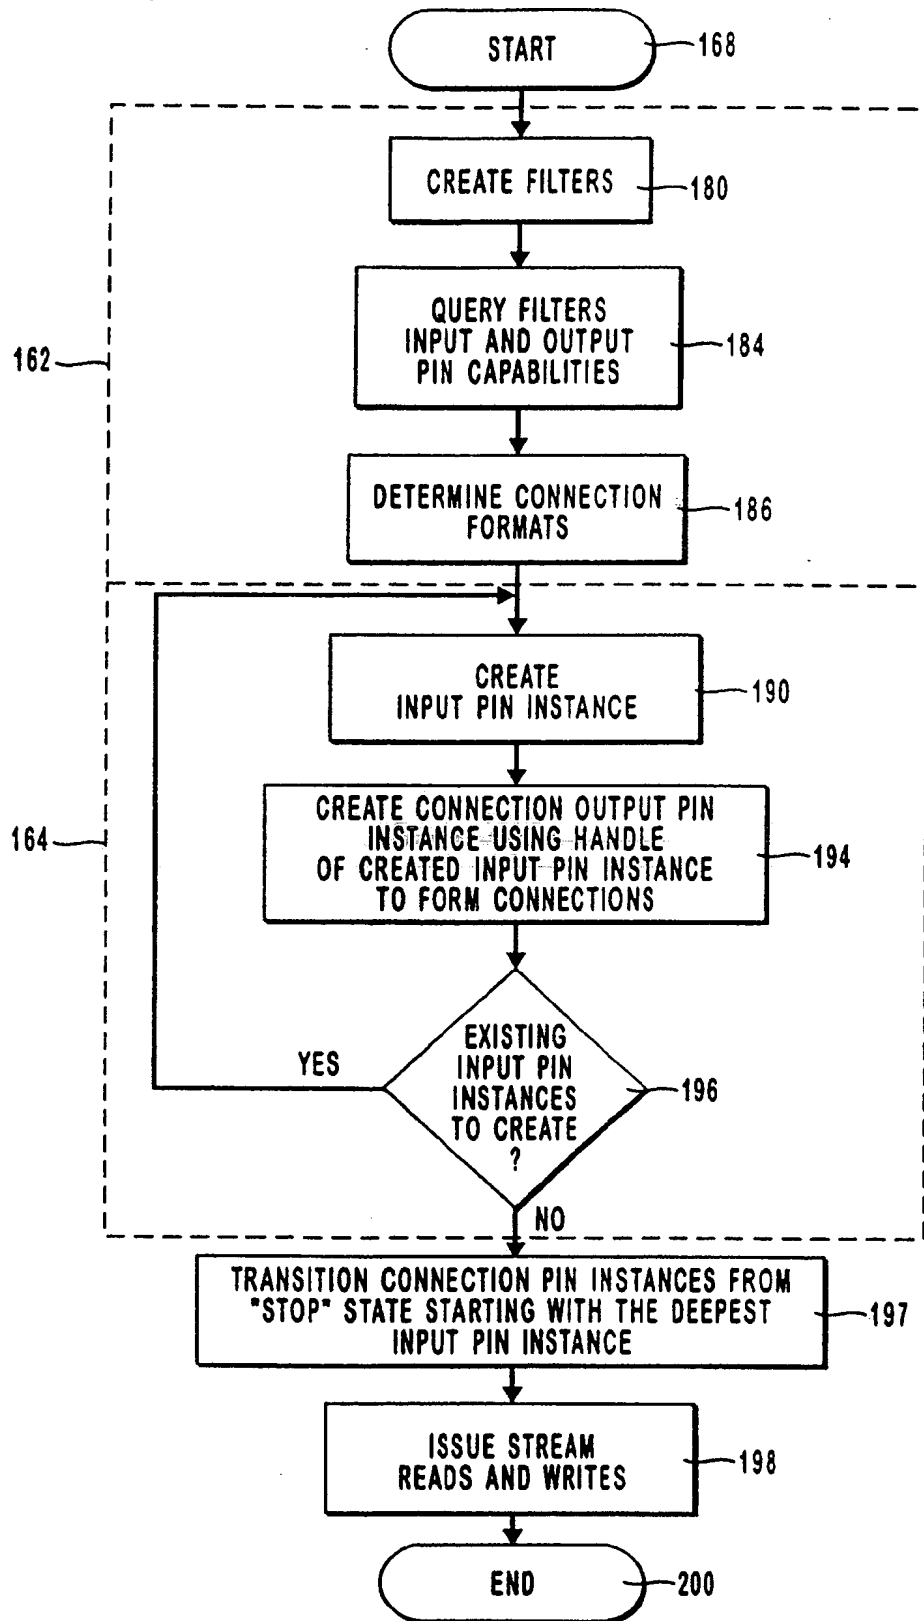 START
168
CREATE FILTERS
180
QUERY FILTERS
INPUT AND OUTPUT
PIN CAPABILITIES
184
162
DETERMINE CONNECTION
FORMATS
186
CREATE
INPUT PIN INSTANCE
190
CREATE CONNECTION OUTPUT PIN
INSTANCE USING HANDLE
OF CREATED INPUT PIN INSTANCE
TO FORM CONNECTIONS
194
164
EXISTING
INPUT PIN
INSTANCES
TO CREATE
?
196
YES
NO
TRANSITION CONNECTION PIN INSTANCES FROM
"STOP" STATE STARTING WITH THE DEEPEST
INPUT PIN INSTANCE
197
ISSUE STREAM
READS AND WRITES
198
END
200